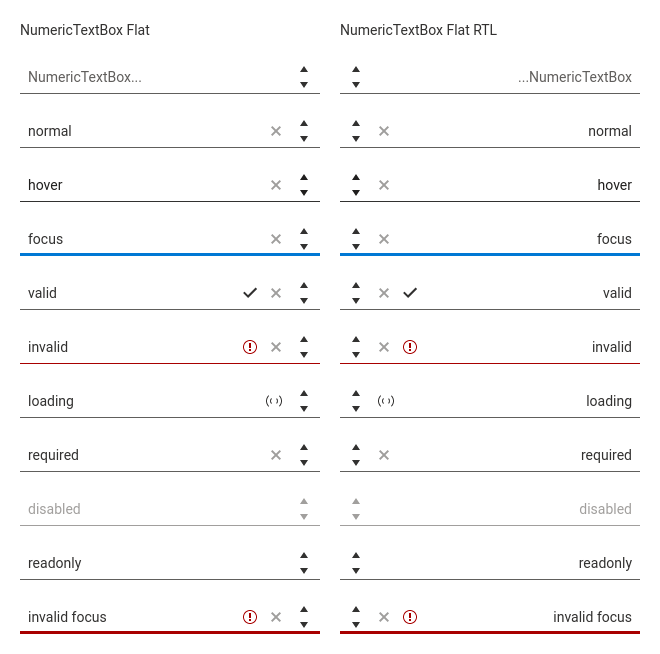 NumericTextBox Flat
NumericTextBox Flat RTL
NumericTextBox...
...NumericTextBox
normal
normal
hover
hover
focus
focus
valid
valid
invalid
invalid
loading
loading
required
required
disabled
disabled
readonly
readonly
invalid focus
invalid focus